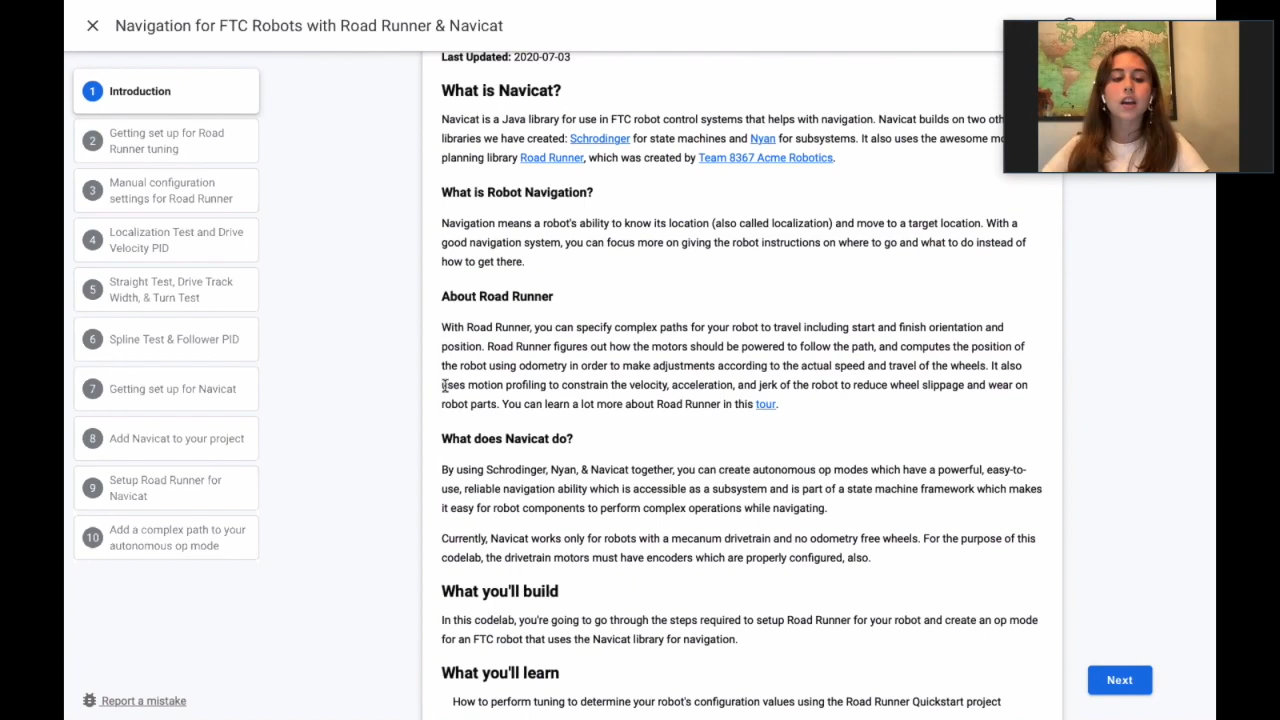 Navigation for FTC Robots with Road Runner & Navicat
1 Introduction
2 Getting set up for Road
Runner tuning
3 Manual configuration
settings for Road Runner
4 Localization Test and Drive
Velocity PID
5 Straight Test, Drive Track
Width, & Turn Test
6 Spline Test & Follower PID
7 Getting set up for Navicat
8 Add Navicat to your project
9 Setup Road Runner for
Navicat
10 Add a complex path to your
autonomous op mode
Report a mistake
Last Updated: 2020-07-03
What is Navicat?
Navicat is a Java library for use in FTC robot control systems that helps with navigation. Navicat builds on two
libraries we have created: Schrodinger for state machines and Nyan for subsystems. It also uses the awesome
planning library Road Runner, which was created by Team 8367 Acme Robotics.
What is Robot Navigation?
Navigation means a robot's ability to know its location (also called localization) and move to a target location. With a
good navigation system, you can focus more on giving the robot instructions on where to go and what to do instead of
how to get there.
About Road Runner
With Road Runner, you can specify complex paths for your robot to travel including start and finish orientation and
position. Road Runner figures out how the motors should be powered to follow the path, and computes the position of
the robot using odometry in order to make adjustments according to the actual speed and travel of the wheels. It also
uses motion profiling to constrain the velocity, acceleration, and jerk of the robot to reduce wheel slippage and wear on
robot parts. You can learn a lot more about Road Runner in this tour.
What does Navicat do?
By using Schrodinger, Nyan, & Navicat together, you can create autonomous op modes which have a powerful, easy-to-
use, reliable navigation ability which is accessible as a subsystem and is part of a state machine framework which makes
it easy for robot components to perform complex operations while navigating.
Currently, Navicat works only for robots with a mecanum drivetrain and no odometry free wheels. For the purpose of this
codelab, the drivetrain motors must have encoders which are properly configured, also.
What you'll build
In this codelab, you're going to go through the steps required to setup Road Runner for your robot and create an op mode
for an FTC robot that uses the Navicat library for navigation.
What you'll learn
How to perform tuning to determine your robot's configuration values using the Road Runner Quickstart project
Next